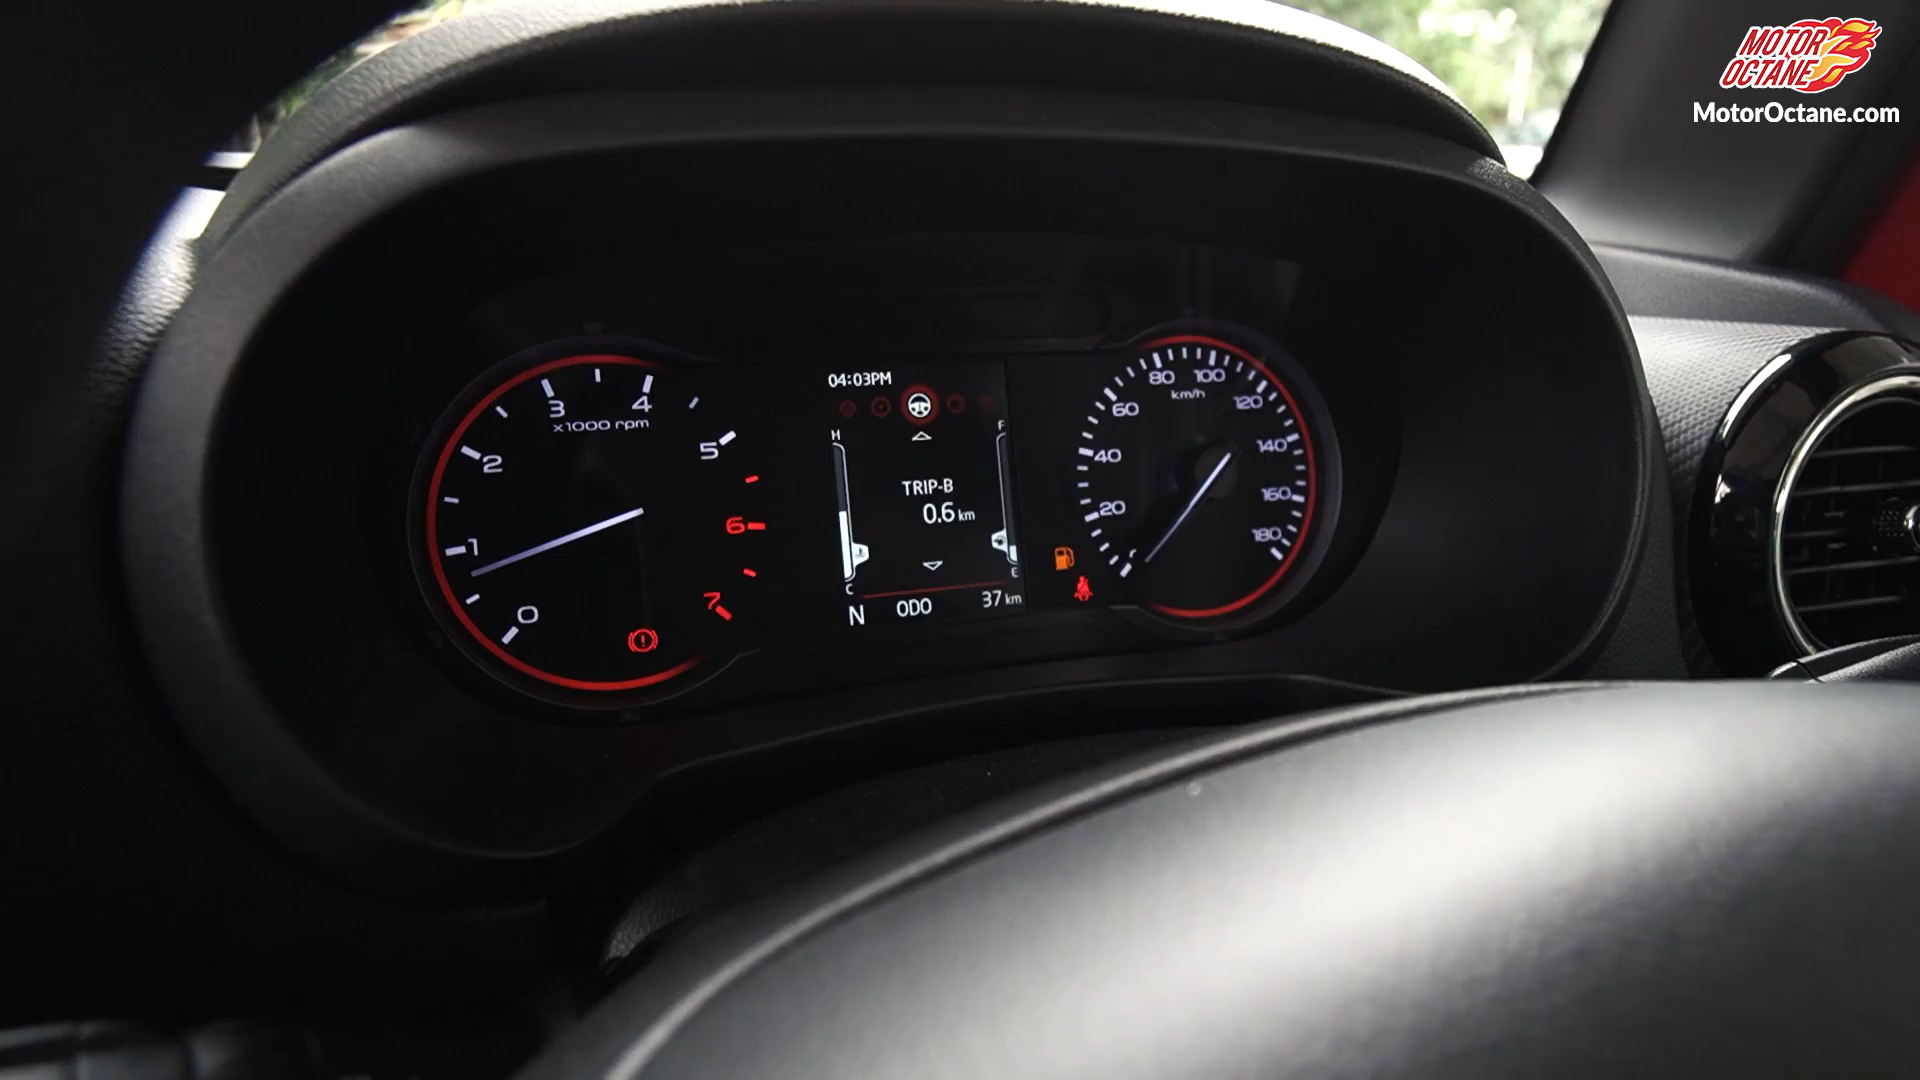 MOTOR
OCTANE
MotorOctane.com
0
1
2
3
4
5
6
7
x1000 rpm
04:03PM
H
F
TRIP-B
0.6 km
C
E
N ODO 37 km
20
40
60
80
100
120
140
160
180
km/h